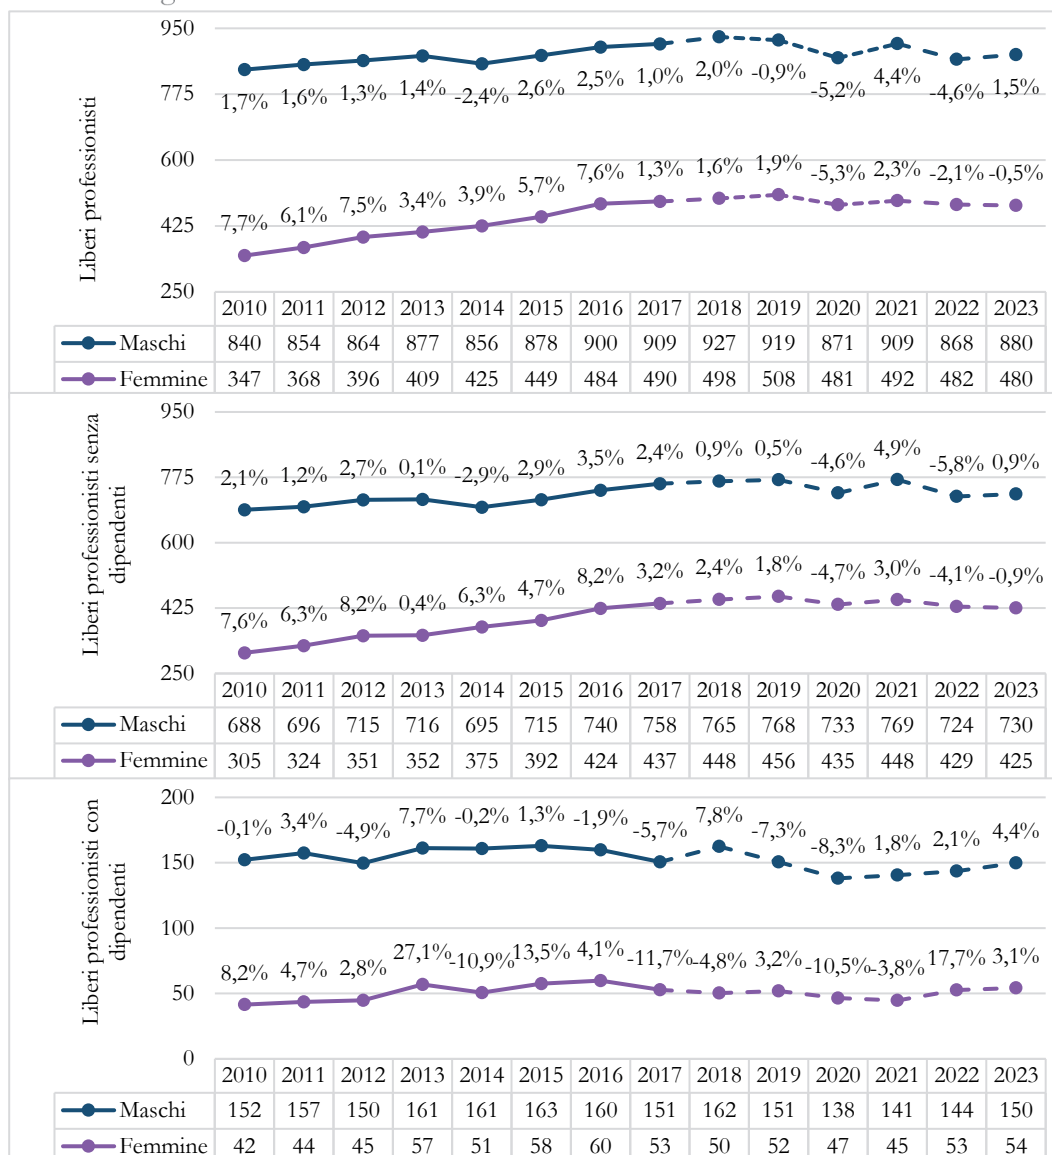 Liberi professionisti
950
775
600
425
250
1,7% 1,6% 1,3% 1,4% -2,4% 2,6% 2,5% 1,0% 2,0% -0,9% -5,2% 4,4% -4,6% 1,5%
7,7% 6,1% 7,5% 3,4% 3,9% 5,7% 7,6% 1,3% 1,6% 1,9% -5,3% 2,3% -2,1% -0,5%
2010 2011 2012 2013 2014 2015 2016 2017 2018 2019 2020 2021 2022 2023
Maschi 840 854 864 877 856 878 900 909 927 919 871 909 868 880
Femmine 347 368 396 409 425 449 484 490 498 508 481 492 482 480
Liberi professionisti senza
dipendenti
950
775
600
425
250
2,1% 1,2% 2,7% 0,1% -2,9% 2,9% 3,5% 2,4% 0,9% 0,5% -4,6% 4,9% -5,8% 0,9%
7,6% 6,3% 8,2% 0,4% 6,3% 4,7% 8,2% 3,2% 2,4% 1,8% -4,7% 3,0% -4,1% -0,9%
2010 2011 2012 2013 2014 2015 2016 2017 2018 2019 2020 2021 2022 2023
Maschi 688 696 715 716 695 715 740 758 765 768 733 769 724 730
Femmine 305 324 351 352 375 392 424 437 448 456 435 448 429 425
Liberi professionisti con
dipendenti
200
150
100
50
0
-0,1% 3,4% -4,9% 7,7% -0,2% 1,3% -1,9% -5,7% 7,8% -7,3% -8,3% 1,8% 2,1% 4,4%
8,2% 4,7% 2,8% 27,1% -10,9% 13,5% 4,1% -11,7% -4,8% 3,2% -10,5% -3,8% 17,7% 3,1%
2010 2011 2012 2013 2014 2015 2016 2017 2018 2019 2020 2021 2022 2023
Maschi 152 157 150 161 161 163 160 151 162 151 138 141 144 150
Femmine 42 44 45 57 51 58 60 53 50 52 47 45 53 54